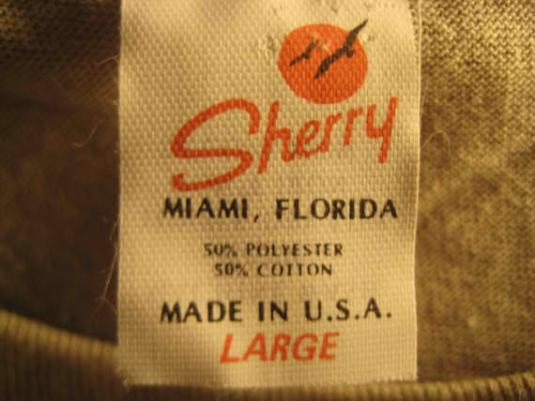 Sherry
MIAMI, FLORIDA
50% POLYESTER
50% COTTON
MADE IN U.S.A.
LARGE